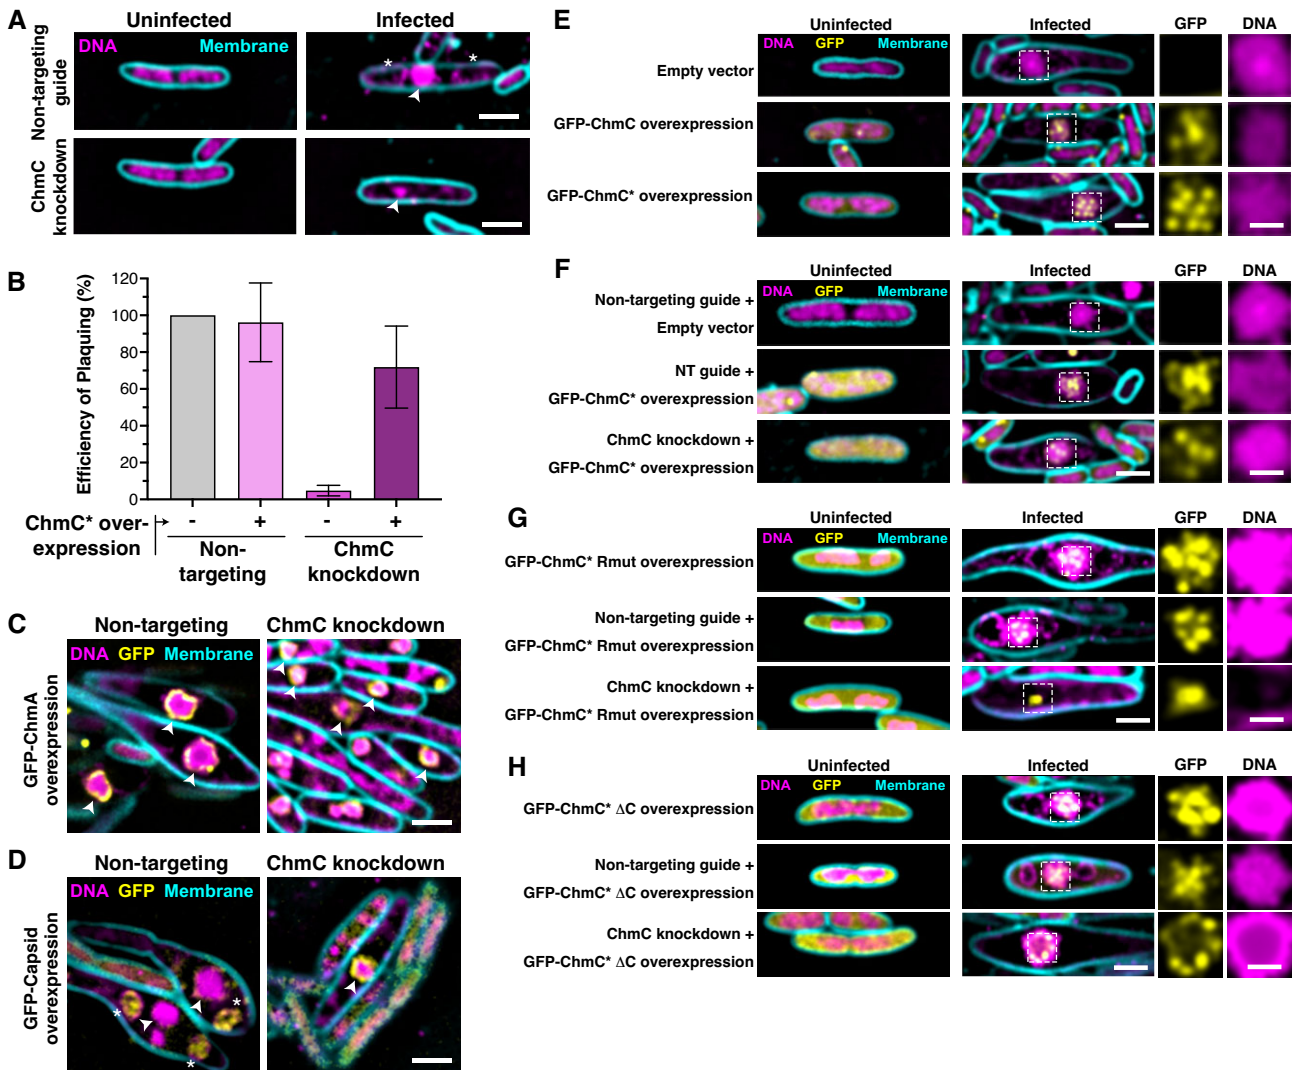 A
Uninfected
Infected
Non-targeting
guide
DNA
Membrane
*
*
ChmC
knockdown
B
Efficiency of Plaquing (%)
120
100
80
60
40
20
0
ChmC* over-
expression
-
+
-
+
Non-
targeting
ChmC
knockdown
C
Non-targeting
ChmC knockdown
GFP-ChmA
overexpression
DNA GFP Membrane
D
Non-targeting
ChmC knockdown
GFP-Capsid
overexpression
DNA GFP Membrane
*
*
*
E
Uninfected
Infected
GFP
DNA
DNA GFP Membrane
Empty vector
GFP-ChmC overexpression
GFP-ChmC* overexpression
F
Uninfected
Infected
GFP
DNA
DNA GFP Membrane
Non-targeting guide +
Empty vector
NT guide +
GFP-ChmC* overexpression
ChmC knockdown +
GFP-ChmC* overexpression
G
Uninfected
Infected
GFP
DNA
DNA GFP Membrane
GFP-ChmC* Rmut overexpression
Non-targeting guide +
GFP-ChmC* Rmut overexpression
ChmC knockdown +
GFP-ChmC* Rmut overexpression
H
Uninfected
Infected
GFP
DNA
DNA GFP Membrane
GFP-ChmC* ΔC overexpression
Non-targeting guide +
GFP-ChmC* ΔC overexpression
ChmC knockdown +
GFP-ChmC* ΔC overexpression